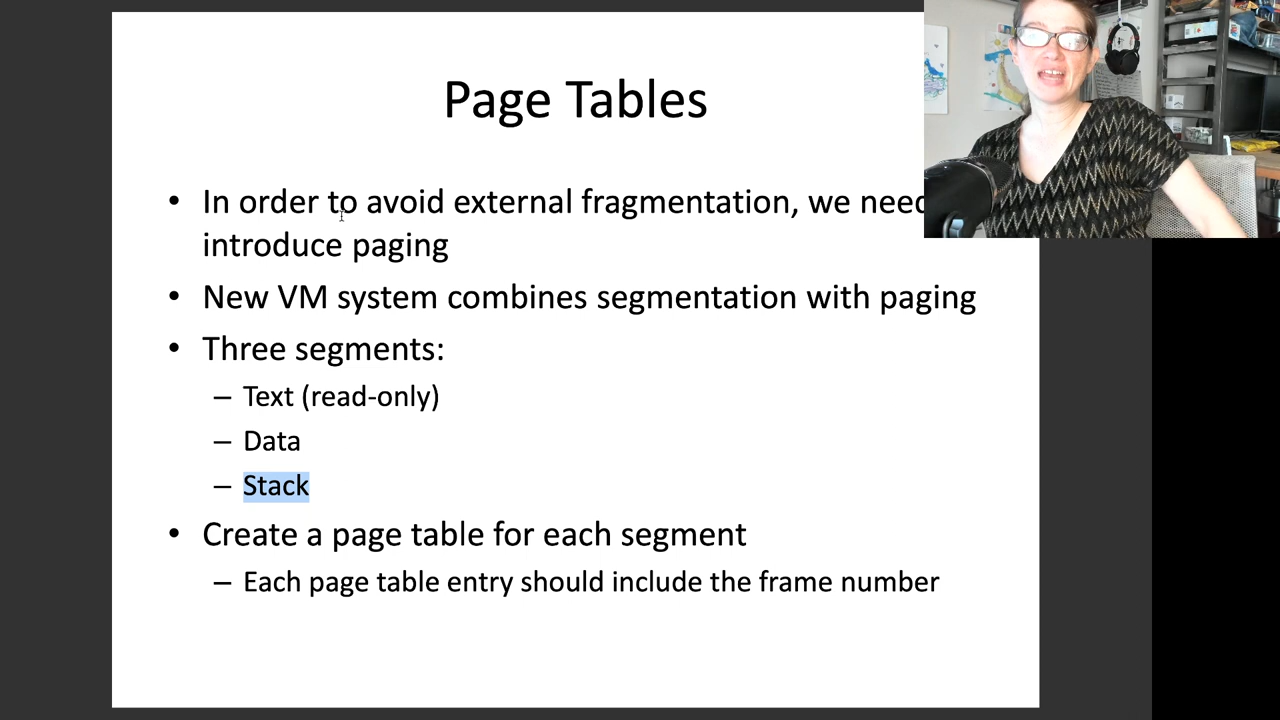 Page Tables
• In order to avoid external fragmentation, we need
introduce paging
• New VM system combines segmentation with paging
• Three segments:
– Text (read-only)
– Data
– Stack
• Create a page table for each segment
– Each page table entry should include the frame number